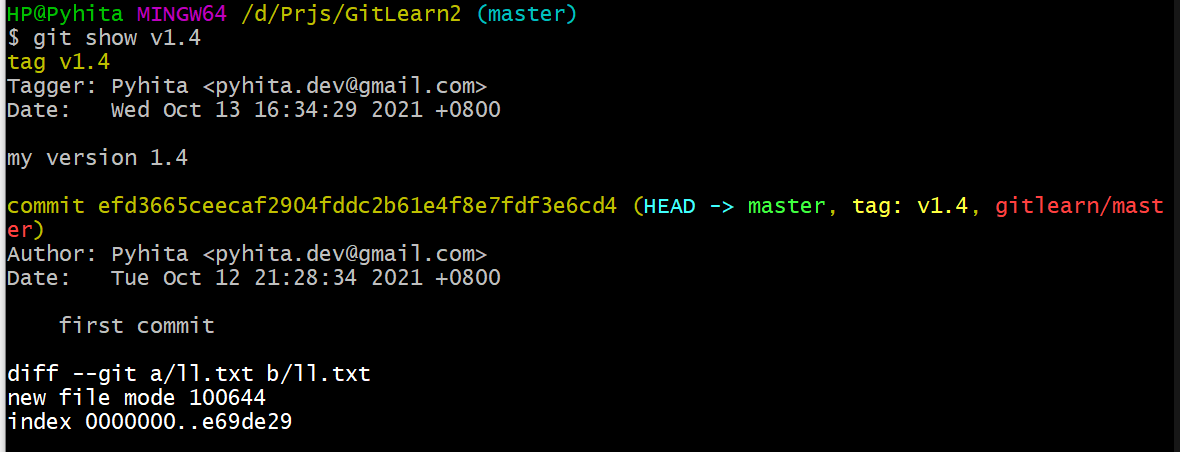 HP@Pyhita MINGW64 /d/Prjs/GitLearn2 (master)
$ git show v1.4
tag v1.4
Tagger: Pyhita <pyhita.dev@gmail.com>
Date:   Wed Oct 13 16:34:29 2021 +0800
my version 1.4
commit efd3665ceecaf2904fddc2b61e4f8e7fdf3e6cd4 (HEAD -> master, tag: v1.4, gitlearn/mast
er)
Author: Pyhita <pyhita.dev@gmail.com>
Date:   Tue Oct 12 21:28:34 2021 +0800
    first commit
diff --git a/ll.txt b/ll.txt
new file mode 100644
index 0000000..e69de29